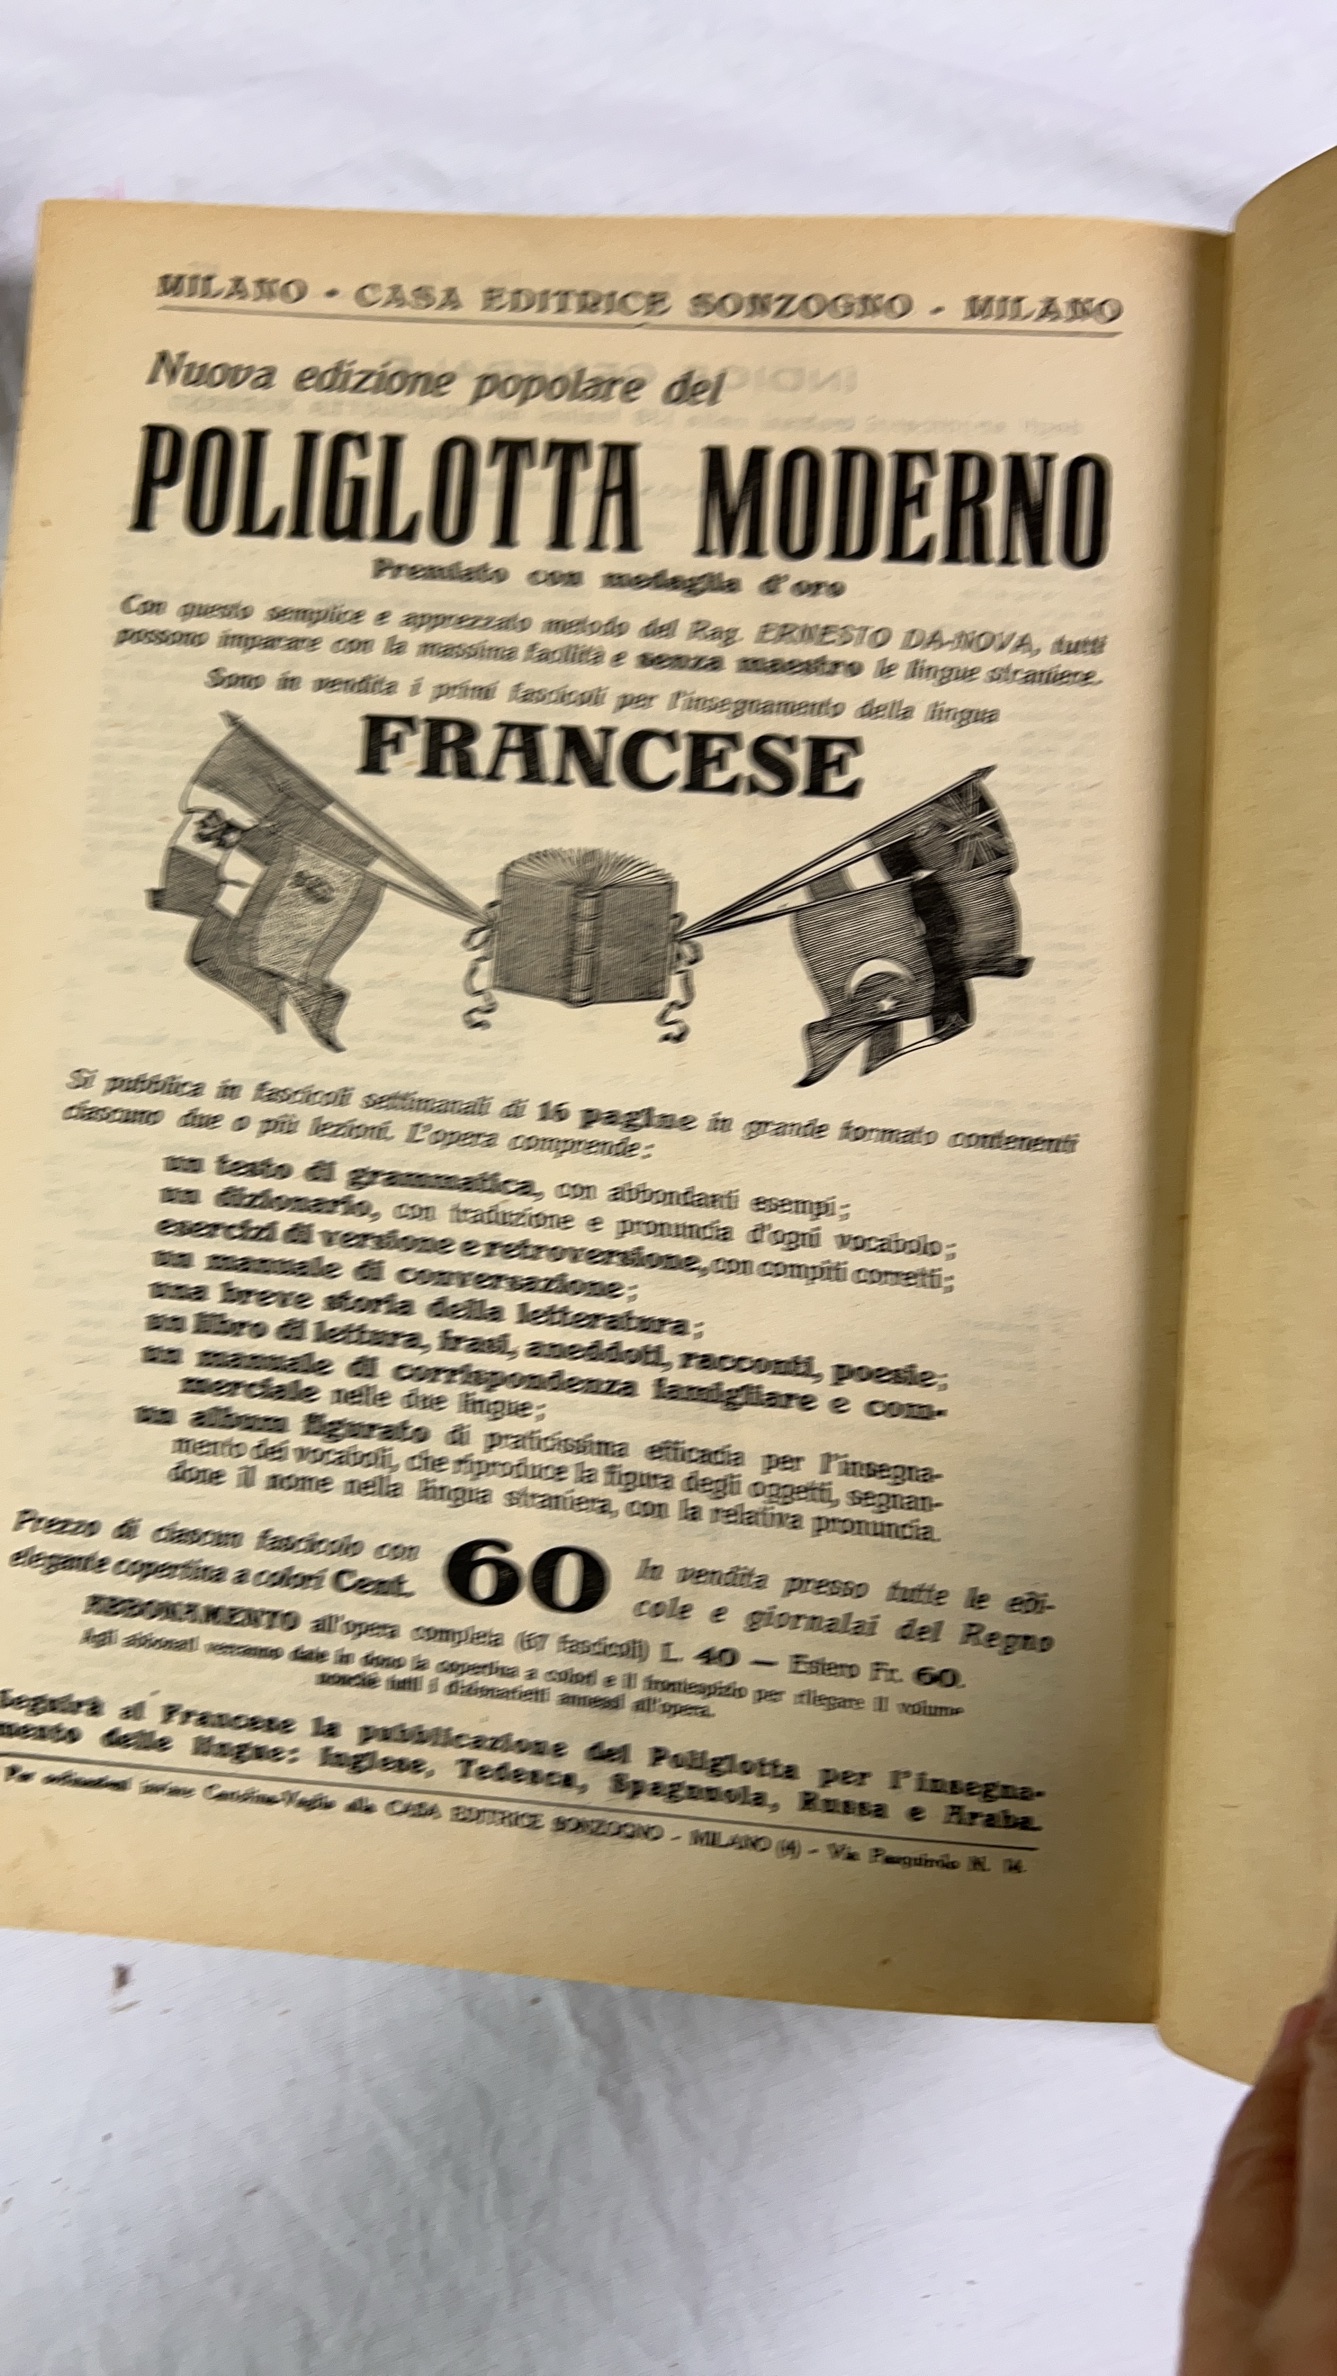 MILANO - CASA EDITRICE SONZOGNO - MILANO
Nuova edizione popolare del
POLIGLOTTA MODERNO
Premiato con medaglia d'oro
Con questo semplice e apprezzato metodo del Rag. ERNESTO DA-NOVA, tutti
possono imparare con la massima facilità e senza maestro le lingue straniere.
Sono in vendita i primi fascicoli per l'insegnamento della lingua
FRANCESE
Si pubblica in fascicoli settimanali di 16 pagine in grande formato contenenti
ciascuno due o più lezioni. L'opera comprende:
un testo di grammatica, con abbondanti esempi;
un dizionario, con traduzione e pronuncia d'ogni vocabolo;
esercizi di versione e retroversione, con compiti corretti;
un manuale di conversazione;
una breve storia della letteratura;
un libro di lettura, frasi, aneddoti, racconti, poesie;
un manuale di corrispondenza famigliare e com-
merciale nelle due lingue;
un album figurato di praticissima efficacia per l'insegna-
mento dei vocaboli, che riproduce la figura degli oggetti, segnan-
done il nome nella lingua straniera, con la relativa pronuncia.
Prezzo di ciascun fascicolo con
elegante copertina a colori Cent. 60
In vendita presso tutte le edi-
cole e giornalai del Regno
ABBONAMENTO all'opera completa (67 fascicoli) L. 40 — Estero Fr. 60.
Agli abbonati verranno date in dono la copertina a colori e il frontespizio per rilegare il volume
nonchè tutti i dizionarietti annessi all'opera.
Seguirà al Francese la pubblicazione del Poliglotta per l'insegna-
mento delle lingue: Inglese, Tedesca, Spagnuola, Russa e Araba.
Per ordinazioni inviare Cartolina-Vaglia alla CASA EDITRICE SONZOGNO - MILANO (4) - Via Pasquirolo N. 14